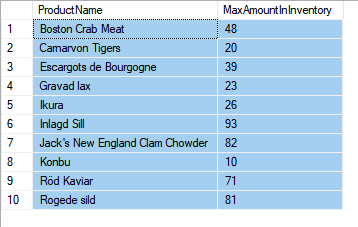 ProductName MaxAmountInInventory
1 Boston Crab Meat 48
2 Carnarvon Tigers 20
3 Escargots de Bourgogne 39
4 Gravad lax 23
5 Ikura 26
6 Inlagd Sill 93
7 Jack's New England Clam Chowder 82
8 Konbu 10
9 Röd Kaviar 71
10 Rogede sild 81